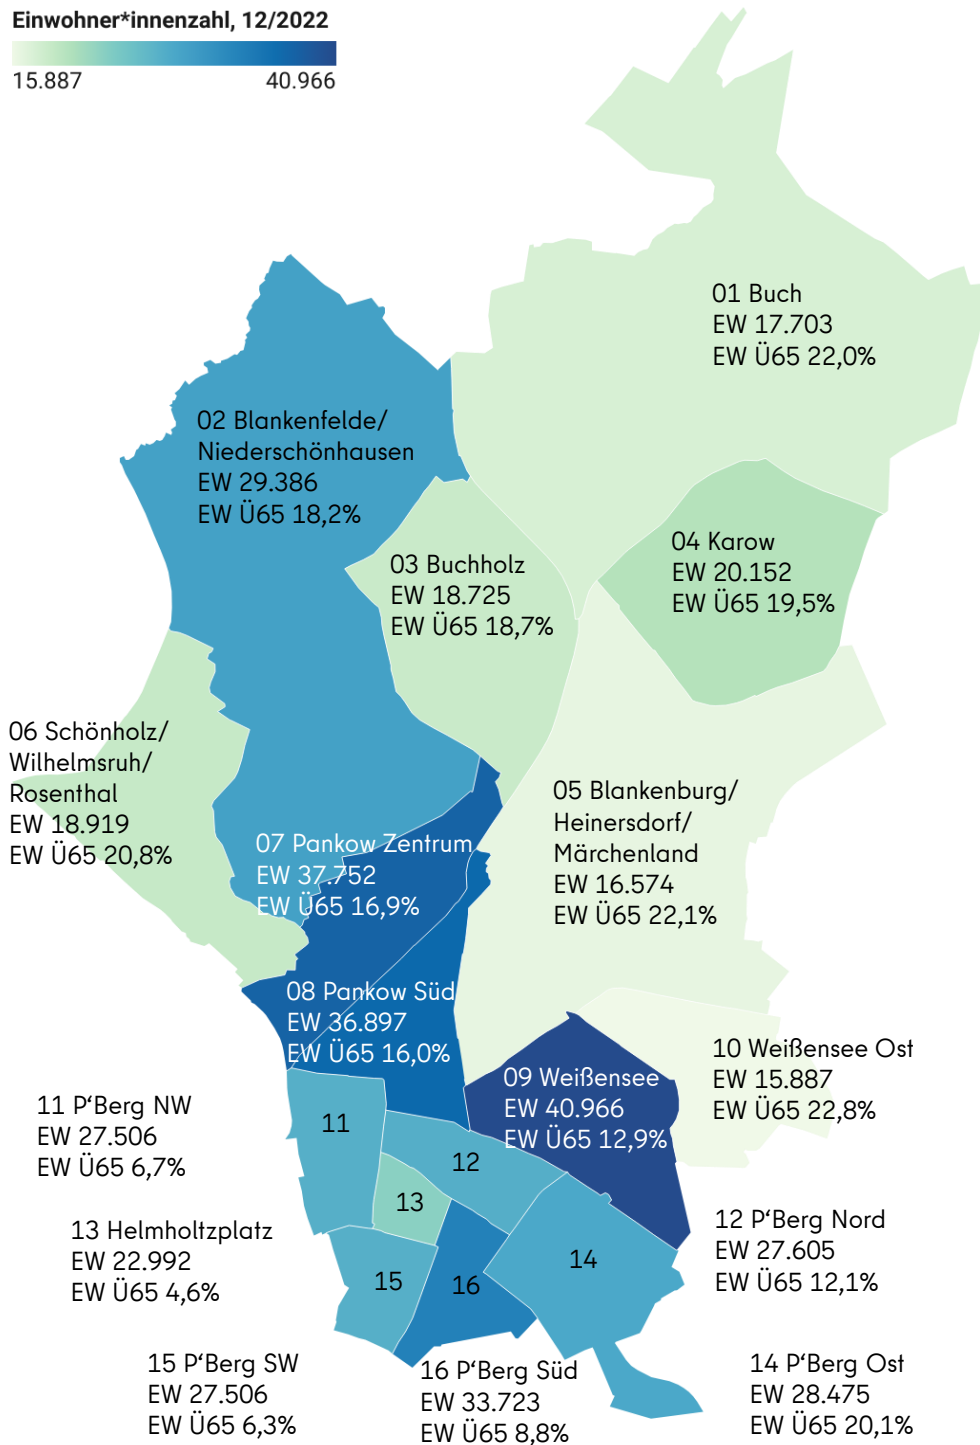 Einwohner*innenzahl, 12/2022
15.887
40.966
01 Buch
EW 17.703
EW Ü65 22,0%
02 Blankenfelde/
Niederschönhausen
EW 29.386
EW Ü65 18,2%
03 Buchholz
EW 18.725
EW Ü65 18,7%
04 Karow
EW 20.152
EW Ü65 19,5%
06 Schönholz/
Wilhelmsruh/
Rosenthal
EW 18.919
EW Ü65 20,8%
05 Blankenburg/
Heinersdorf/
Märchenland
EW 16.574
EW Ü65 22,1%
07 Pankow Zentrum
EW 37.752
EW Ü65 16,9%
08 Pankow Süd
EW 36.897
EW Ü65 16,0%
09 Weißensee
EW 40.966
EW Ü65 12,9%
10 Weißensee Ost
EW 15.887
EW Ü65 22,8%
11 P‘Berg NW
EW 27.506
EW Ü65 6,7%
11
12
13
14
15
16
13 Helmholtzplatz
EW 22.992
EW Ü65 4,6%
12 P‘Berg Nord
EW 27.605
EW Ü65 12,1%
15 P‘Berg SW
EW 27.506
EW Ü65 6,3%
16 P‘Berg Süd
EW 33.723
EW Ü65 8,8%
14 P‘Berg Ost
EW 28.475
EW Ü65 20,1%